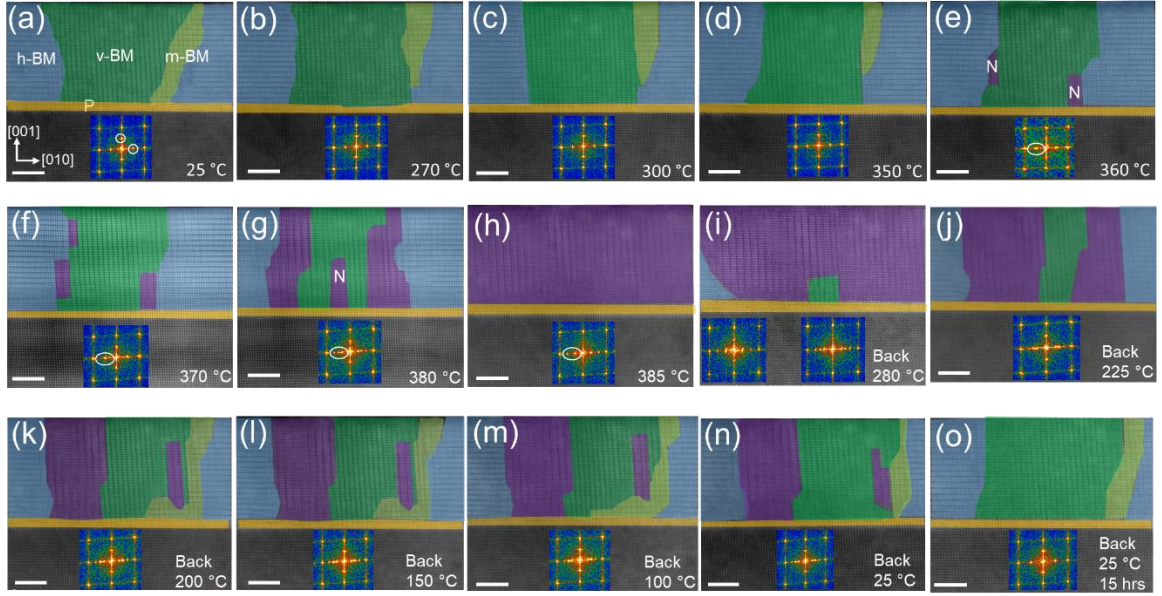 (a)
h-BM
v-BM
m-BM
P
[001]
[010]
25 °C
(b)
270 °C
(c)
300 °C
(d)
350 °C
(e)
N
N
360 °C
(f)
370 °C
(g)
N
380 °C
(h)
385 °C
(i)
Back
280 °C
(j)
Back
225 °C
(k)
Back
200 °C
(l)
Back
150 °C
(m)
Back
100 °C
(n)
Back
25 °C
(o)
Back
25 °C
15 hrs